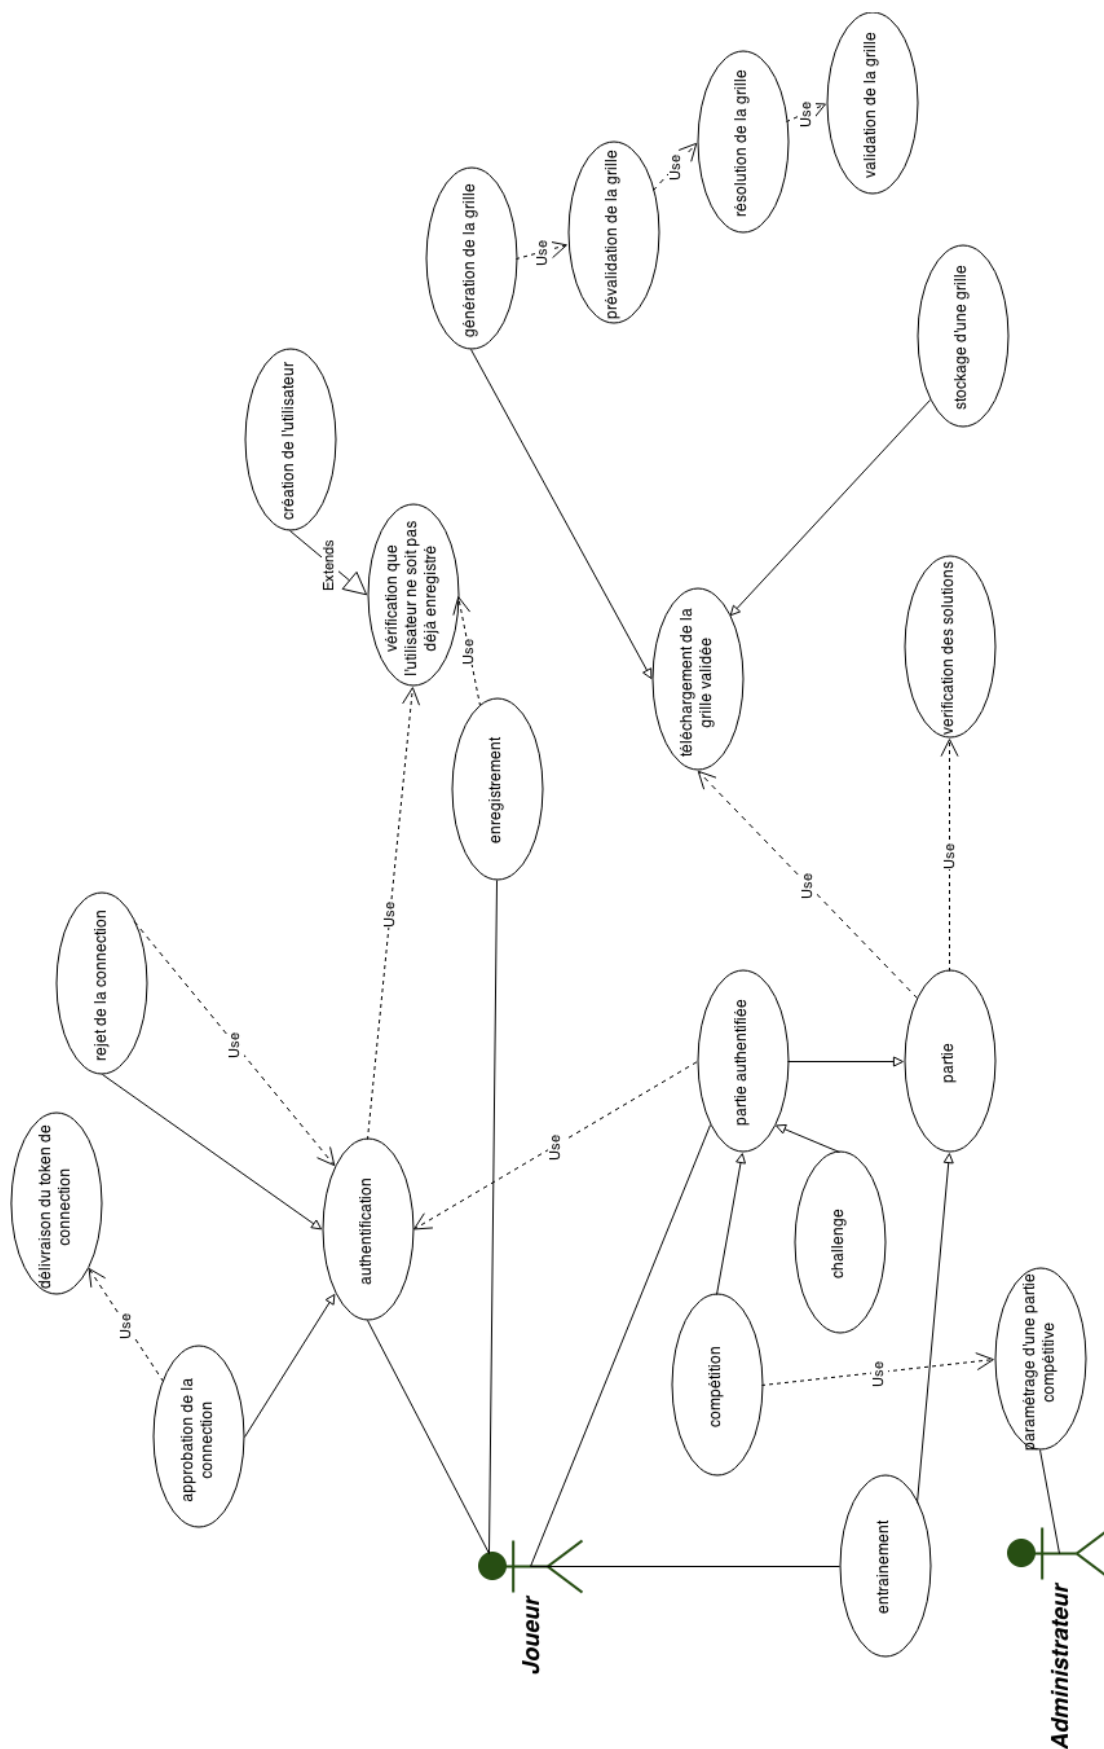 délivraison du token de
connection
rejet de la connection
Use
approbation de la
connection
Use
authentification
Use
création de l'utilisateur
Extends
vérification que
l'utilisateur ne soit pas
déjà enregistré
Use
enregistrement
génération de la grille
Use
prévalidation de la grille
Use
résolution de la grille
Use
validation de la grille
Joueur
Use
partie authentifiée
téléchargement de la
grille validée
stockage d'une grille
Use
compétition
challenge
Use
entrainement
partie
Use
verification des solutions
paramétrage d'une partie
compétitive
Administrateur